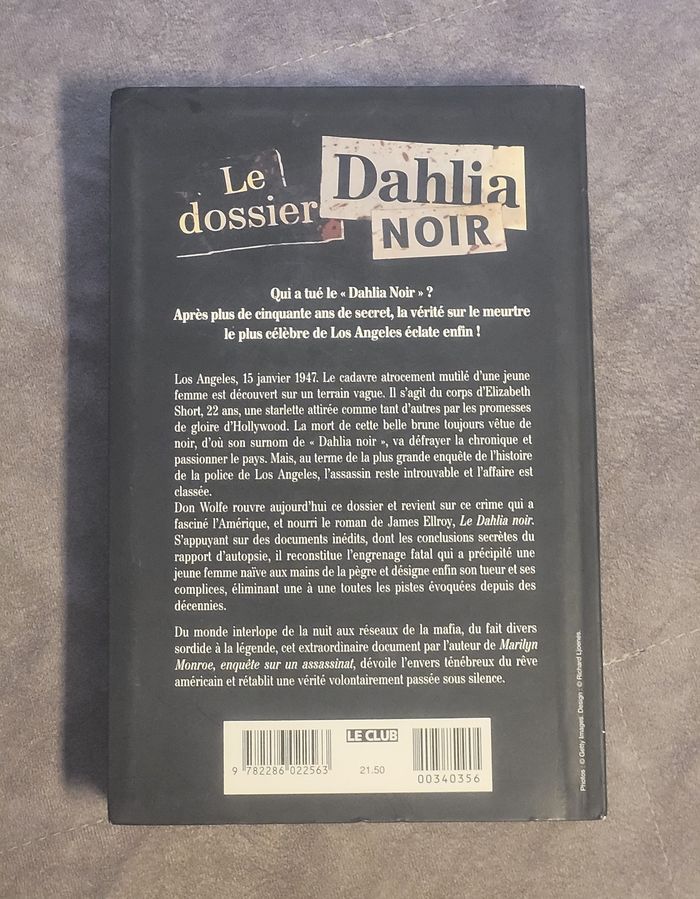 Le
dossier
Dahlia
NOIR
Qui a tué le « Dahlia Noir » ?
Après plus de cinquante ans de secret, la vérité sur le meurtre
le plus célèbre de Los Angeles éclate enfin !
Los Angeles, 15 janvier 1947. Le cadavre atrocement mutilé d'une jeune
femme est découvert sur un terrain vague. Il s'agit du corps d'Elizabeth
Short, 22 ans, une starlette attirée comme tant d'autres par les promesses
de gloire d'Hollywood. La mort de cette belle brune toujours vêtue de
noir, d'où son surnom de « Dahlia noir », va défrayer la chronique et
passionner le pays. Mais, au terme de la plus grande enquête de l'histoire
de la police de Los Angeles, l'assassin reste introuvable et l'affaire est
classée.
Don Wolfe rouvre aujourd'hui ce dossier et revient sur ce crime qui a
fasciné l'Amérique, et nourri le roman de James Ellroy, Le Dahlia noir.
S'appuyant sur des documents inédits, dont les conclusions secrètes du
rapport d'autopsie, il reconstitue l'engrenage fatal qui a précipité une
jeune femme naïve aux mains de la pègre et désigne enfin son tueur et ses
complices, éliminant une à une toutes les pistes évoquées depuis des
décennies.
Du monde interlope de la nuit aux réseaux de la mafia, du fait divers
sordide à la légende, cet extraordinaire document par l'auteur de Marilyn
Monroe, enquête sur un assassinat, dévoile l'envers ténébreux du rêve
américain et rétablit une vérité volontairement passée sous silence.
LE CLUB
9 782286 022563
21.50
00340356
Photos : © Getty Images. Design : © Richard